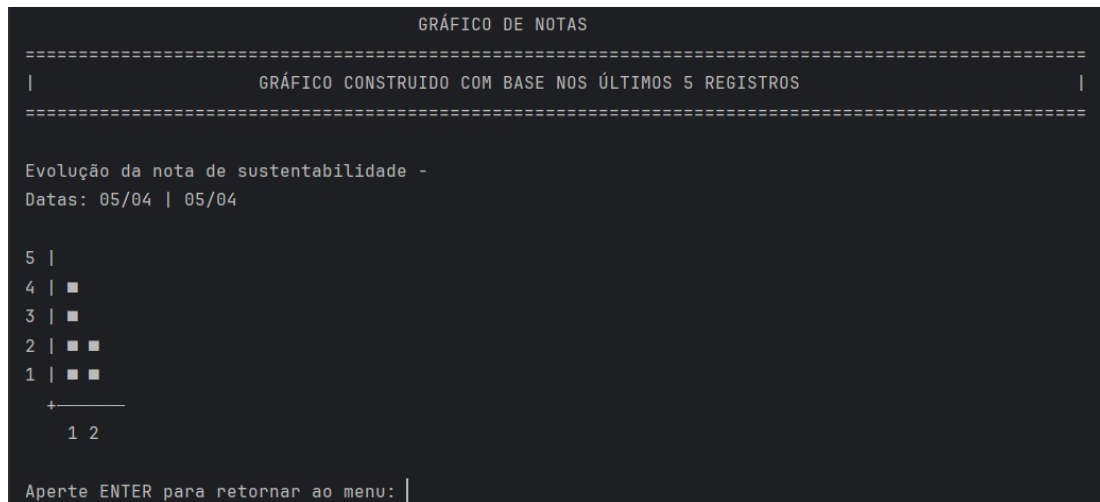 GRÁFICO DE NOTAS
====================================================================================================
| GRÁFICO CONSTRUIDO COM BASE NOS ÚLTIMOS 5 REGISTROS |
====================================================================================================
Evolução da nota de sustentabilidade -
Datas: 05/04 | 05/04
5 |
4 | ■
3 | ■
2 | ■ ■
1 | ■ ■
+──────
1 2
Aperte ENTER para retornar ao menu: